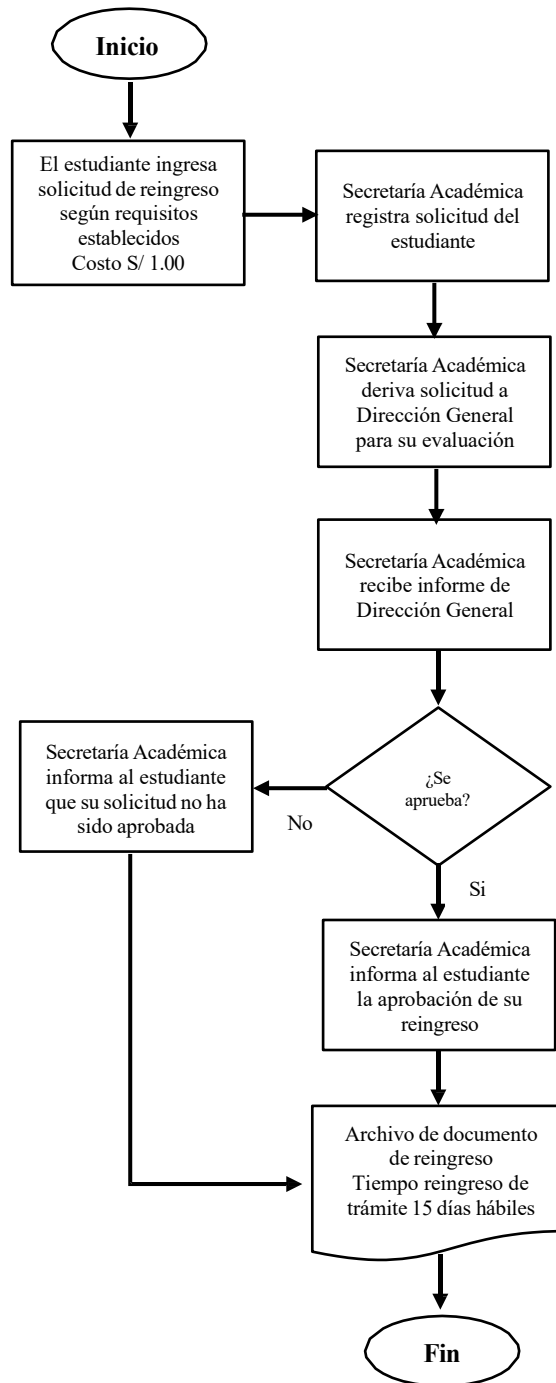 Inicio
El estudiante ingresa
solicitud de reingreso
según requisitos
establecidos
Costo S/ 1.00
Secretaría Académica
registra solicitud del
estudiante
Secretaría Académica
deriva solicitud a
Dirección General
para su evaluación
Secretaría Académica
recibe informe de
Dirección General
¿Se
aprueba?
No
Secretaría Académica
informa al estudiante
que su solicitud no ha
sido aprobada
Si
Secretaría Académica
informa al estudiante
la aprobación de su
reingreso
Archivo de documento
de reingreso
Tiempo reingreso de
trámite 15 días hábiles
Fin